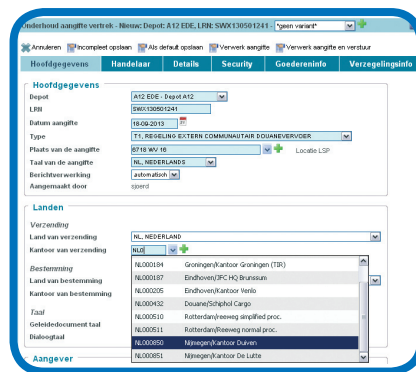 Onderhoud aangifte vertrek - Nieuw: Depot: A12 EDE, LRN: SWX130501241 - *geen variant*
Annuleren Incompleet opslaan Als default opslaan Verwerk aangifte Verwerk aangifte en verstuur
Hoofdgegevens Handelaar Details Security Goedereninfo Verzegelingsinfo
Hoofdgegevens
Depot A12 EDE - Depot A12
LRN SWX130501241
Datum aangifte 18-09-2013
Type T1, REGELING EXTERN COMMUNAUTAIR DOUANEVERVOER
Plaats van de aangifte 6718 WV 16 Locatie LSP
Taal van de aangifte NL, NEDERLANDS
Berichtverwerking automatisch
Aangemaakt door sjoerd
Landen
Verzending
Land van verzending NL, NEDERLAND
Kantoor van verzending NL0
NL000184 Groningen/Kantoor Groningen (TIR)
Bestemming
NL000187 Eindhoven/JFC HQ Brunssum
Land van bestemming
NL000205 Eindhoven/Kantoor Venlo
Kantoor van bestemming
NL000432 Douane/Schiphol Cargo
Taal
NL000510 Rotterdam/reeweg simplified proc.
Geleidedocument taal
NL000511 Rotterdam/Reeweg normal proc.
Dialoogtaal
NL000850 Nijmegen/Kantoor Duiven
NL000851 Nijmegen/Kantoor De Lutte
Aangever